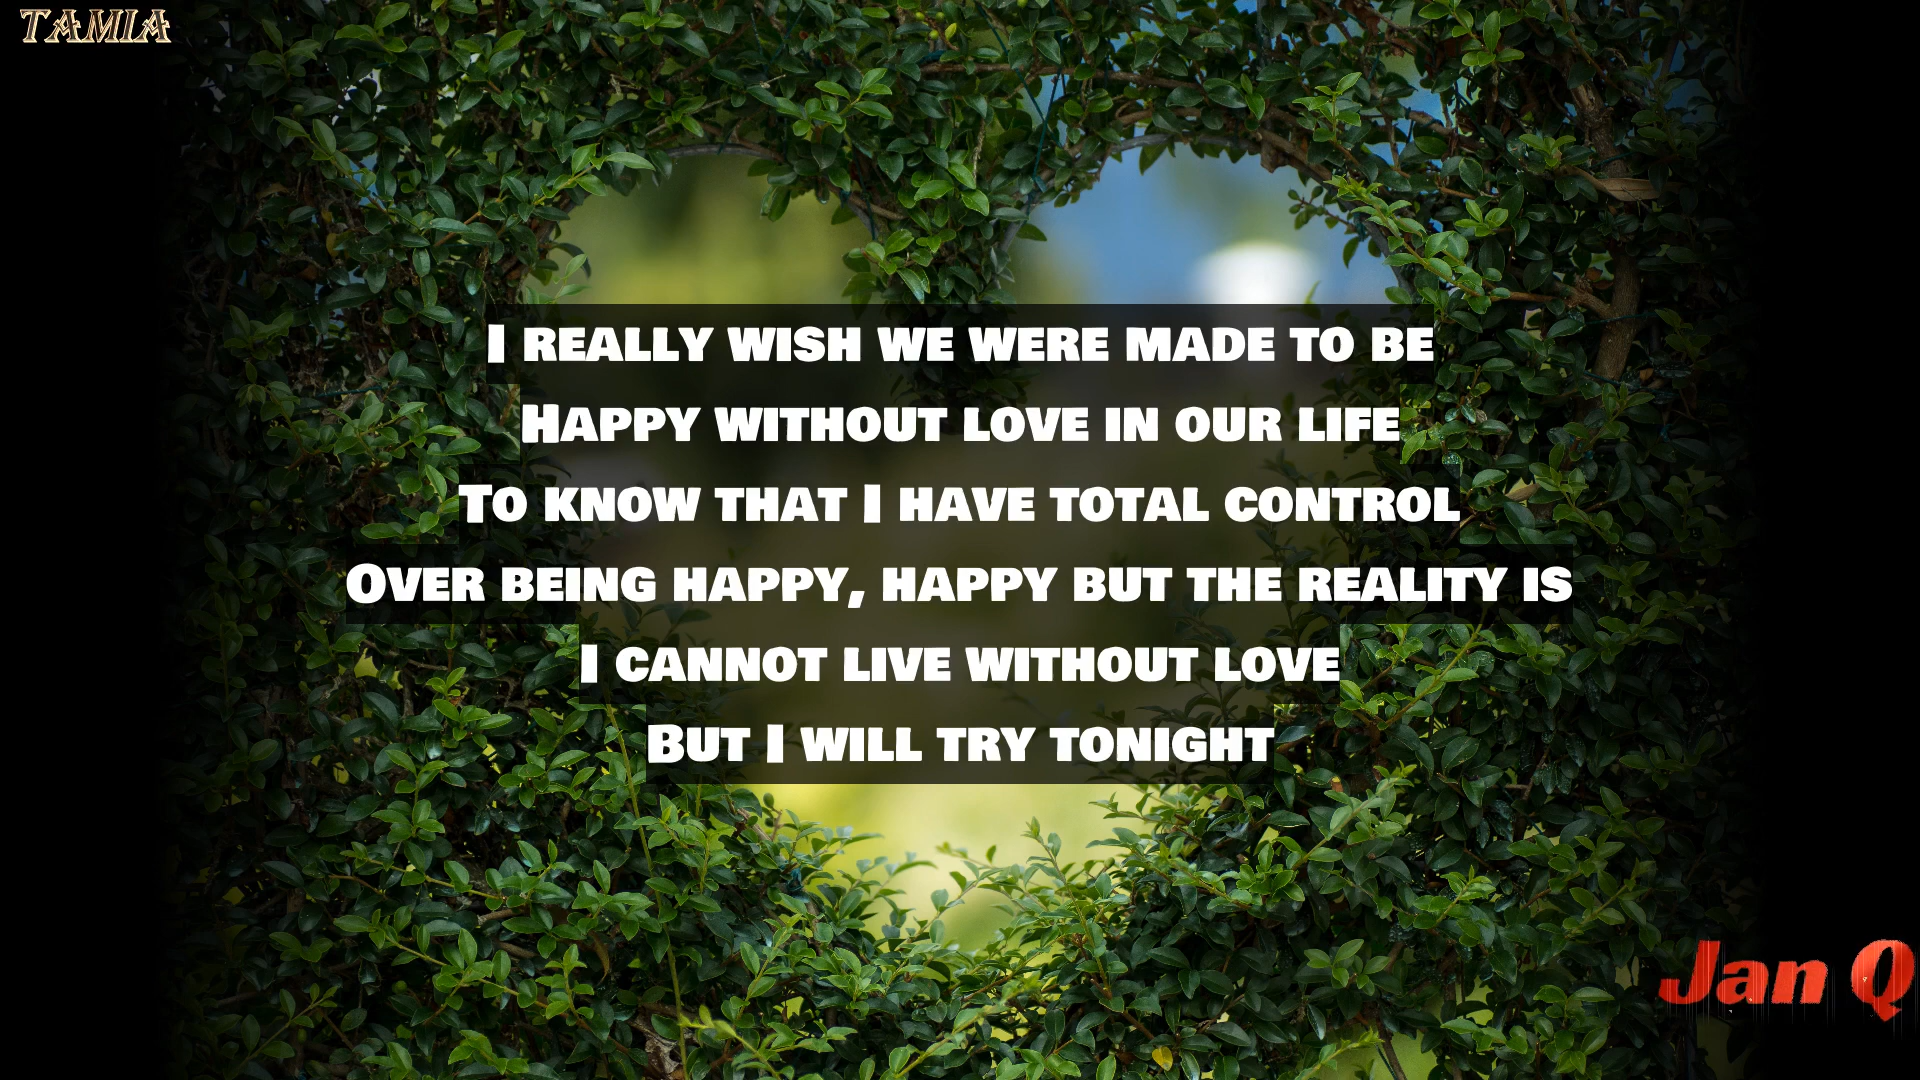 TAMIA
I really wish we were made to be
Happy without love in our life
To know that I have total control
Over being happy, happy but the reality is
I cannot live without love
But I will try tonight
Jan Q